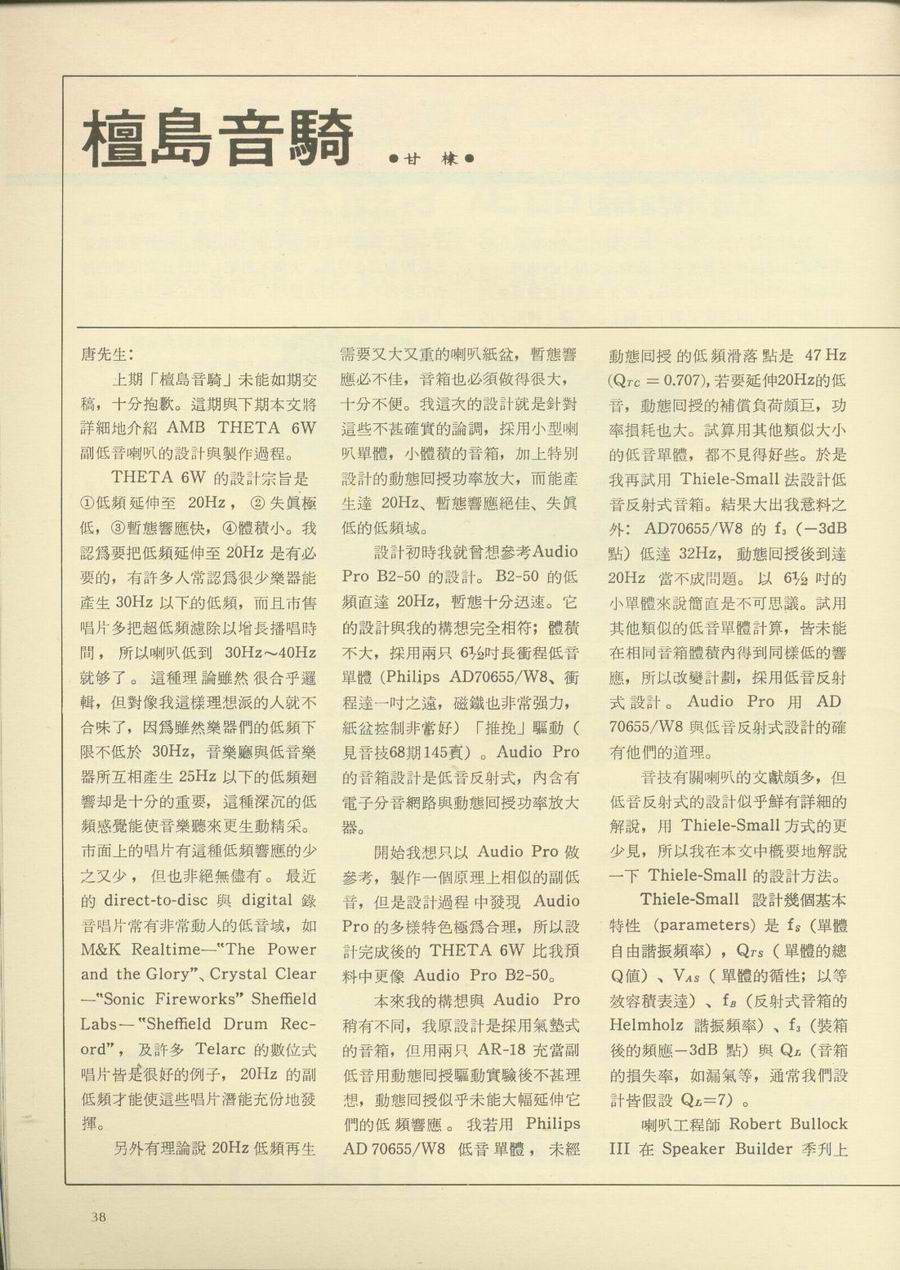 檀島音騎
●甘 棣●
唐先生：
上期「檀島音騎」未能如期交
稿，十分抱歉。這期與下期本文將
詳細地介紹 AMB THETA 6W
副低音喇叭的設計與製作過程。
THETA 6W 的設計宗旨是
①低頻延伸至 20Hz，② 失眞極
低，③暫態響應快，④體積小。我
認爲要把低頻延伸至 20Hz 是有必
要的，有許多人常認爲很少樂器能
產生 30Hz 以下的低頻，而且市售
唱片多把超低頻濾除以增長播唱時
間，所以喇叭低到 30Hz～40Hz
就够了。這種理論雖然很合乎邏
輯，但對像我這樣理想派的人就不
合味了，因爲雖然樂器們的低頻下
限不低於 30Hz，音樂廳與低音樂
器所互相產生 25Hz 以下的低頻廻
響却是十分的重要，這種深沉的低
頻感覺能使音樂聽來更生動精采。
市面上的唱片有這種低頻響應的少
之又少，但也非絕無儘有。最近
的 direct-to-disc 與 digital 錄
音唱片常有非常動人的低音域，如
M&K Realtime—“The Power
and the Glory”、Crystal Clear
—“Sonic Fireworks” Sheffield
Labs—“Sheffield Drum Rec-
ord”，及許多 Telarc 的數位式
唱片皆是很好的例子，20Hz 的副
低頻才能使這些唱片潛能充份地發
揮。
另外有理論說 20Hz 低頻再生
需要又大又重的喇叭紙盆，暫態響
應必不佳，音箱也必須做得很大，
十分不便。我這次的設計就是針對
這些不甚確實的論調，採用小型喇
叭單體，小體積的音箱，加上特別
設計的動態囘授功率放大，而能產
生達 20Hz、暫態響應絕佳、失眞
低的低頻域。
設計初時我就曾想參考Audio
Pro B2-50 的設計。B2-50 的低
頻直達 20Hz，暫態十分迅速。它
的設計與我的構想完全相符；體積
不大，採用兩只 6½吋長衝程低音
單體 (Philips AD70655/W8、衝
程達一吋之遠，磁鐵也非常强力，
紙盆控制非常好）「推挽」驅動（
見音技68期145頁）。Audio Pro
的音箱設計是低音反射式，內含有
電子分音網路與動態囘授功率放大
器。
開始我想只以 Audio Pro 做
參考，製作一個原理上相似的副低
音，但是設計過程中發現 Audio
Pro 的多樣特色極爲合理，所以設
計完成後的 THETA 6W 比我預
料中更像 Audio Pro B2-50。
本來我的構想與 Audio Pro
稍有不同，我原設計是採用氣墊式
的音箱，但用兩只 AR-18 充當副
低音用動態囘授驅動實驗後不甚理
想，動態囘授似乎未能大幅延伸它
們的低頻響應。我若用 Philips
AD 70655/W8 低音單體，未經
動態囘授的低頻滑落點是 47 Hz
(QTC = 0.707), 若要延伸20Hz的低
音，動態囘授的補償負荷頗巨，功
率損耗也大。試算用其他類似大小
的低音單體，都不見得好些。於是
我再試用 Thiele-Small 法設計低
音反射式音箱。結果大出我意料之
外： AD70655/W8 的 f₃ (−3dB
點）低達 32Hz，動態囘授後到達
20Hz 當不成問題。以 6½ 吋的
小單體來說簡直是不可思議。試用
其他類似的低音單體計算，皆未能
在相同音箱體積內得到同樣低的響
應，所以改變計劃，採用低音反射
式設計。Audio Pro 用 AD
70655/W8 與低音反射式設計的確
有他們的道理。
音技有關喇叭的文獻頗多，但
低音反射式的設計似乎鮮有詳細的
解說，用 Thiele-Small 方式的更
少見，所以我在本文中概要地解說
一下 Thiele-Small 的設計方法。
Thiele-Small 設計幾個基本
特性 (parameters) 是 fS (單體
自由諧振頻率），QTS（單體的總
Q值）、VAS（單體的循性；以等
效容積表達）、fB（反射式音箱的
Helmholz 諧振頻率）、f₃（裝箱
後的頻應−3dB 點）與 QL（音箱
的損失率，如漏氣等，通常我們設
計皆假設 QL=7）。
喇叭工程師 Robert Bullock
III 在 Speaker Builder 季刋上
38